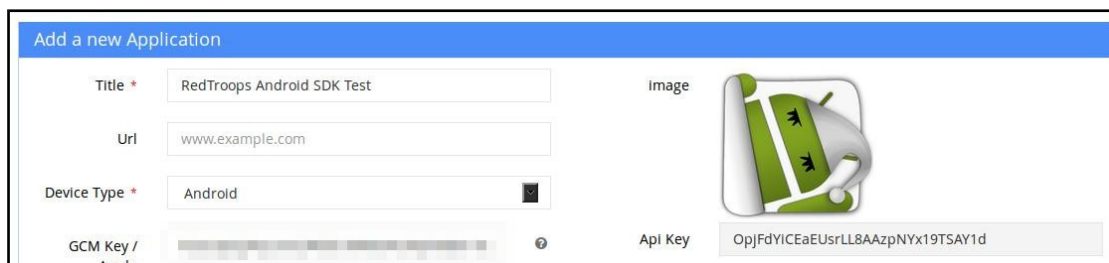 Add a new Application
Title *
RedTroops Android SDK Test
Image
Url
www.example.com
Device Type *
Android
GCM Key /
Api Key
OpjFdYiCEaEUsrLL8AAzpNYx19TSAY1d